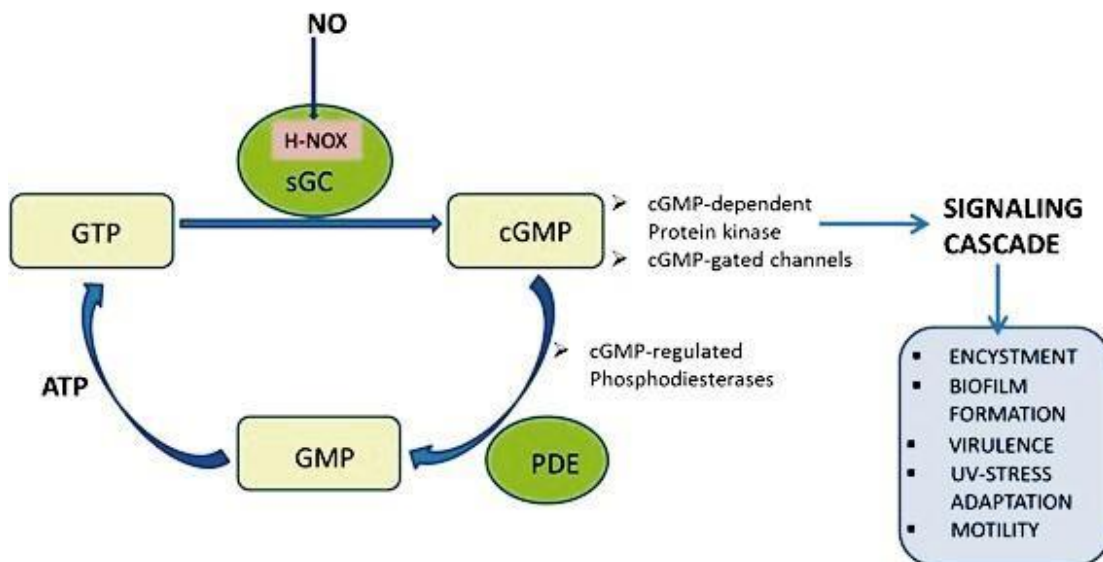 NO
H-NOX
sGC
GTP
cGMP
➢ cGMP-dependent
Protein kinase
➢ cGMP-gated channels
SIGNALING
CASCADE
➢ cGMP-regulated
Phosphodiesterases
ATP
GMP
PDE
▪ ENCYSTMENT
▪ BIOFILM
FORMATION
▪ VIRULENCE
▪ UV-STRESS
ADAPTATION
▪ MOTILITY